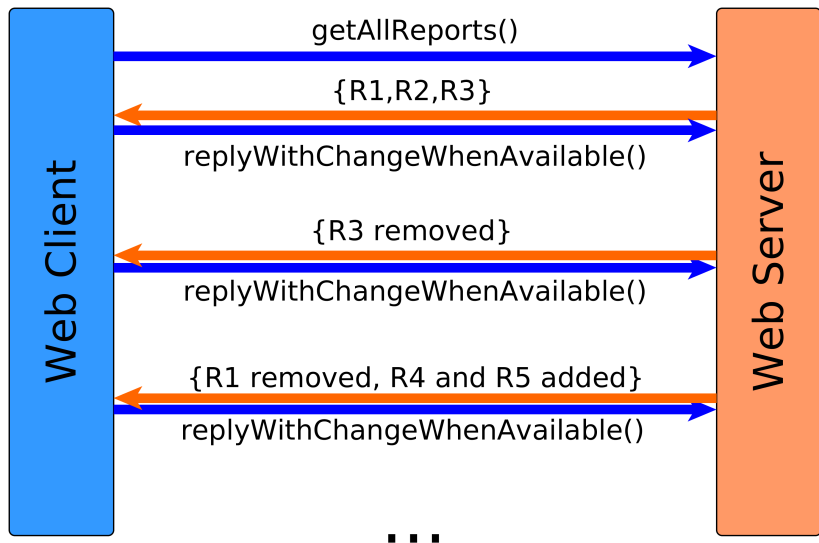 getAllReports()
{R1,R2,R3}
replyWithChangeWhenAvailable()
{R3 removed}
replyWithChangeWhenAvailable()
{R1 removed, R4 and R5 added}
replyWithChangeWhenAvailable()
...
Web Client
Web Server